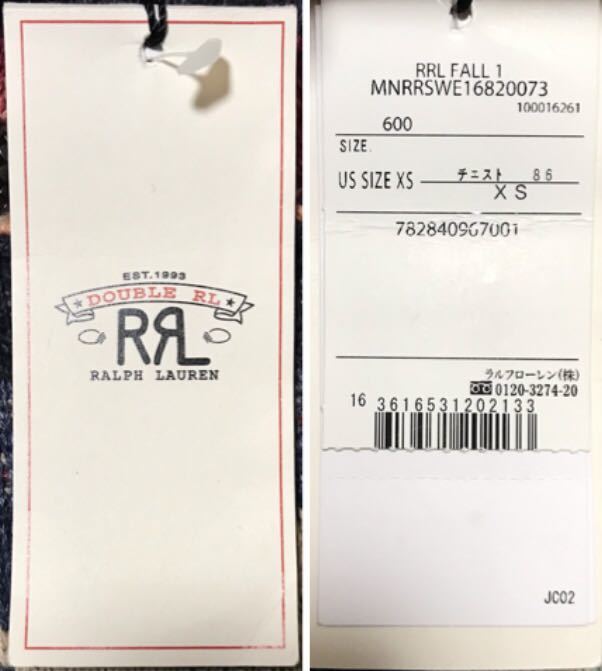 EST.1993
DOUBLE RL
RRL
RALPH LAUREN
RRL FALL 1
MNRRSWE16820073
100016261
600
SIZE.
US SIZE XS
チェスト 86
XS
782840967001
ラルフローレン(株)
0120-3274-20
16 3616531202133
JC02